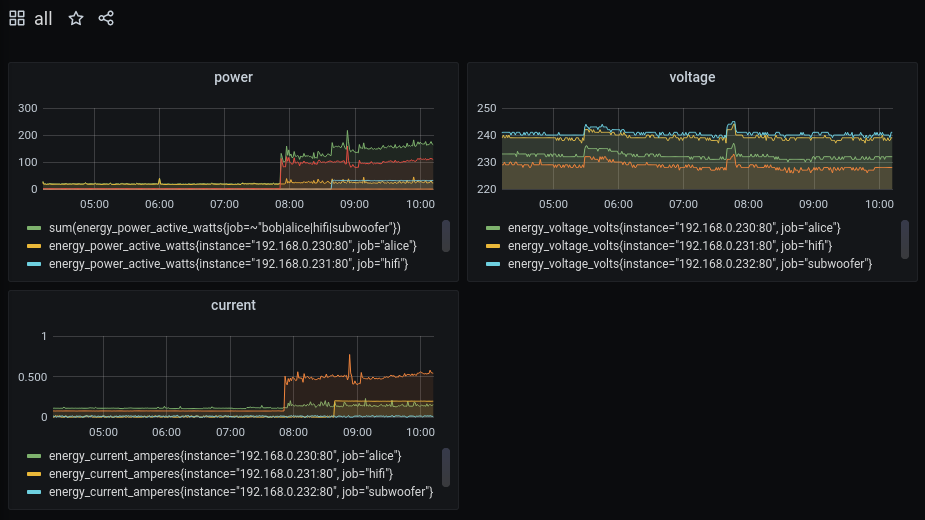 all
power
300
200
100
0
05:00 06:00 07:00 08:00 09:00 10:00
sum(energy_power_active_watts{job=~"bob|alice|hifi|subwoofer"})
energy_power_active_watts{instance="192.168.0.230:80", job="alice"}
energy_power_active_watts{instance="192.168.0.231:80", job="hifi"}
voltage
250
240
230
220
05:00 06:00 07:00 08:00 09:00 10:00
energy_voltage_volts{instance="192.168.0.230:80", job="alice"}
energy_voltage_volts{instance="192.168.0.231:80", job="hifi"}
energy_voltage_volts{instance="192.168.0.232:80", job="subwoofer"}
current
1
0.500
0
05:00 06:00 07:00 08:00 09:00 10:00
energy_current_amperes{instance="192.168.0.230:80", job="alice"}
energy_current_amperes{instance="192.168.0.231:80", job="hifi"}
energy_current_amperes{instance="192.168.0.232:80", job="subwoofer"}